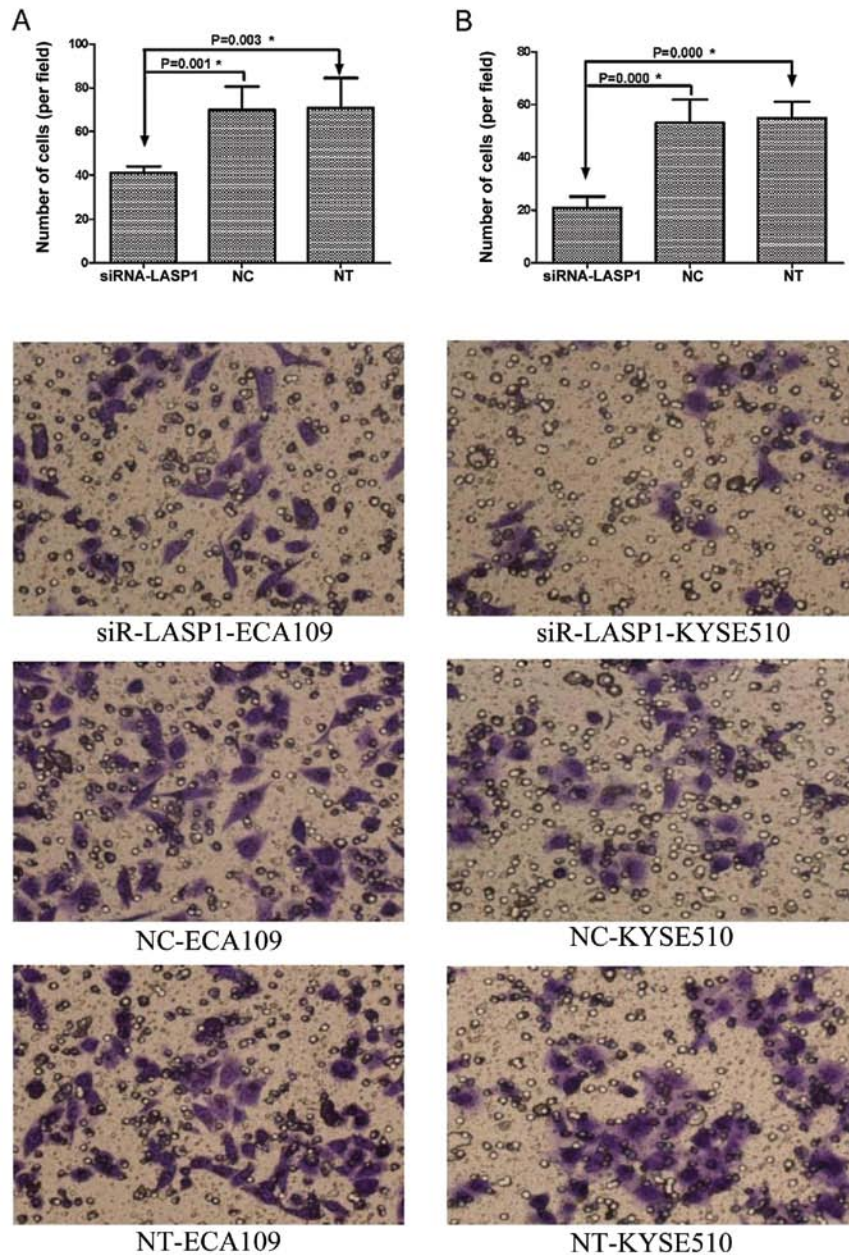 A
Number of cells (per field)
100
80
60
40
20
0
P=0.003 *
P=0.001 *
siRNA-LASP1
NC
NT
B
Number of cells (per field)
80
60
40
20
0
P=0.000 *
P=0.000 *
siRNA-LASP1
NC
NT
siR-LASP1-ECA109
siR-LASP1-KYSE510
NC-ECA109
NC-KYSE510
NT-ECA109
NT-KYSE510